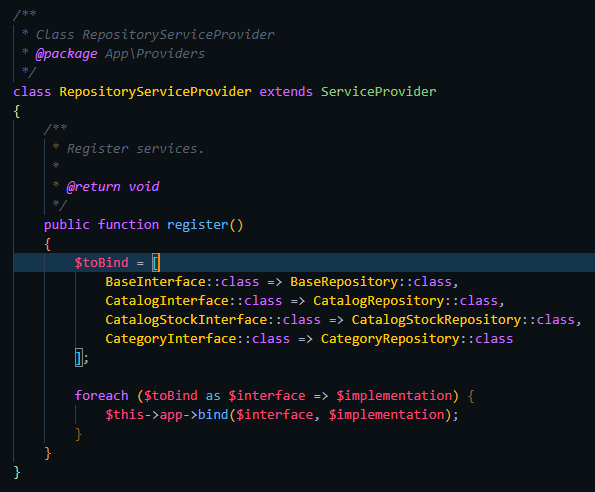 /**
 * Class RepositoryServiceProvider
 * @package App\Providers
 */
class RepositoryServiceProvider extends ServiceProvider
{
    /**
     * Register services.
     *
     * @return void
     */
    public function register()
    {
        $toBind = [
            BaseInterface::class => BaseRepository::class,
            CatalogInterface::class => CatalogRepository::class,
            CatalogStockInterface::class => CatalogStockRepository::class,
            CategoryInterface::class => CategoryRepository::class
        ];

        foreach ($toBind as $interface => $implementation) {
            $this->app->bind($interface, $implementation);
        }
    }
}